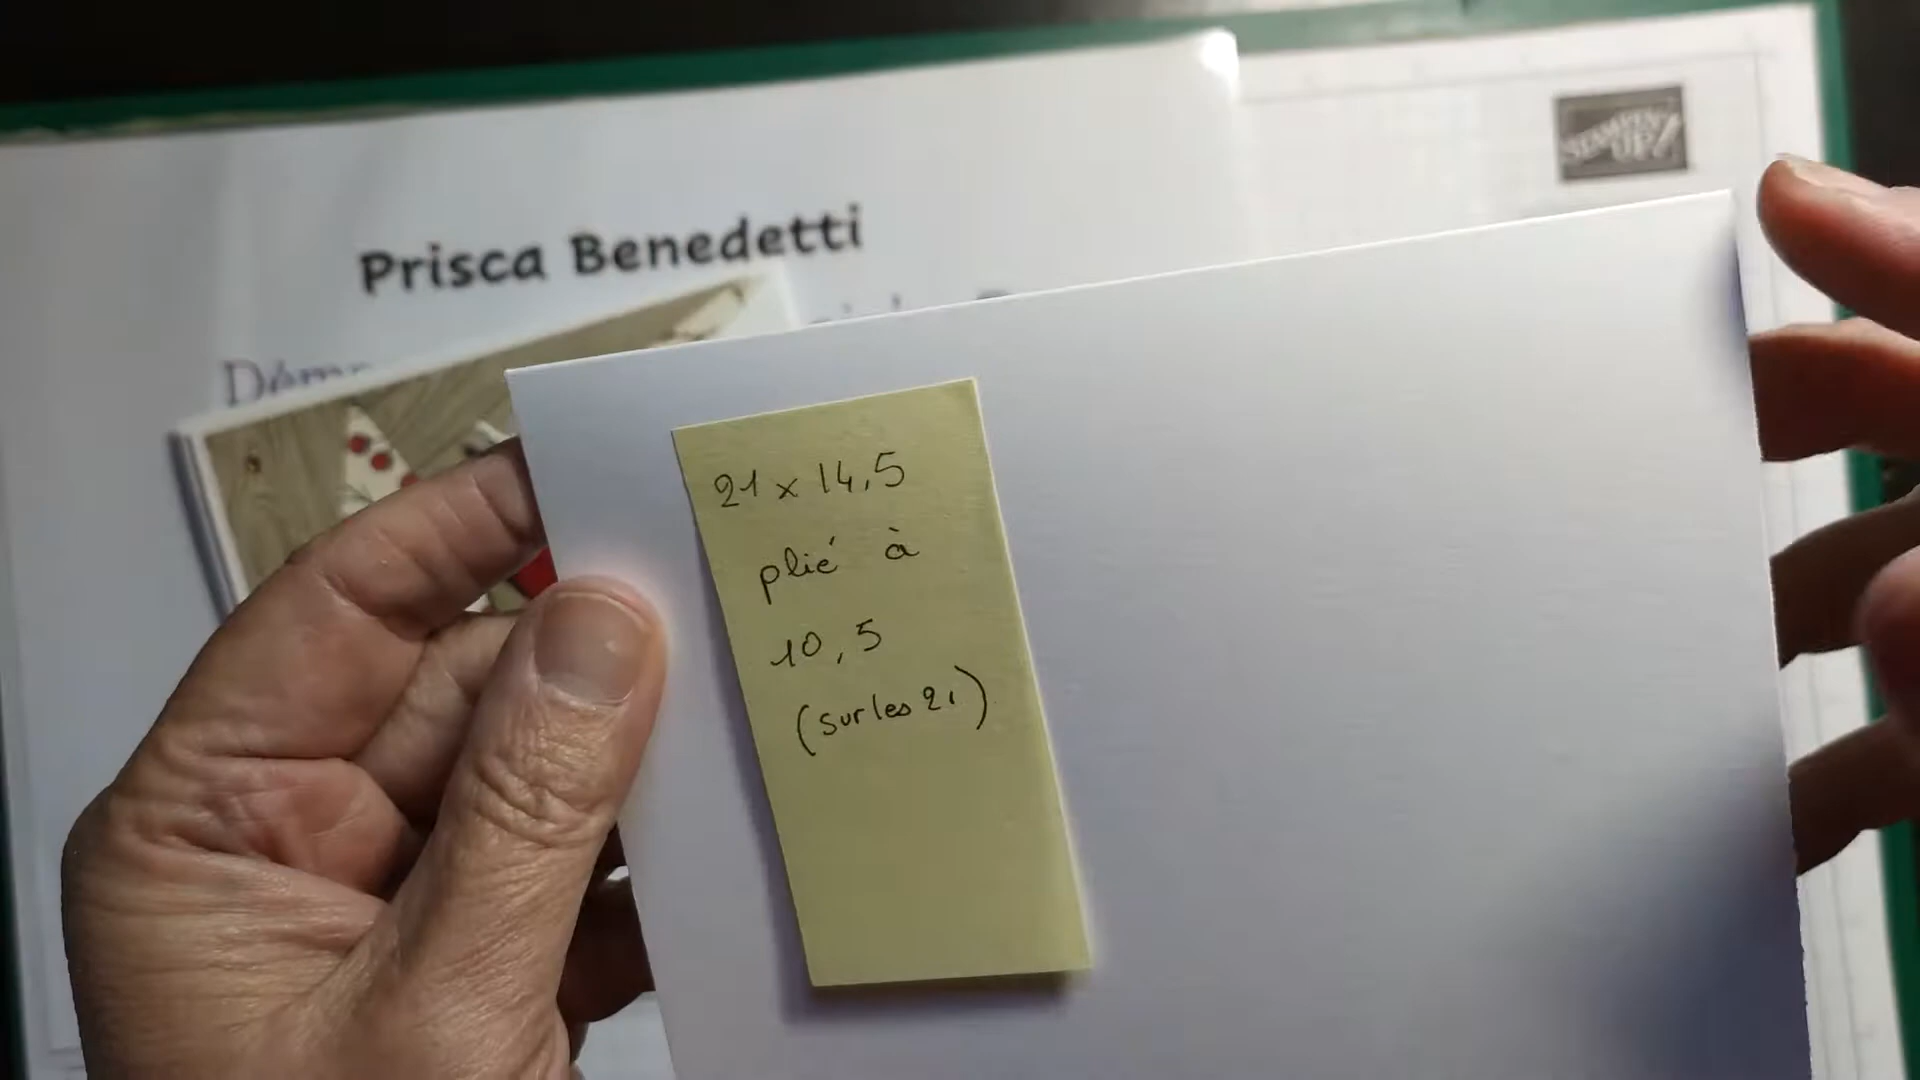 STAMPIN' UP!
Prisca Benedetti
21 x 14,5
plié à
10,5
(sur les 21)